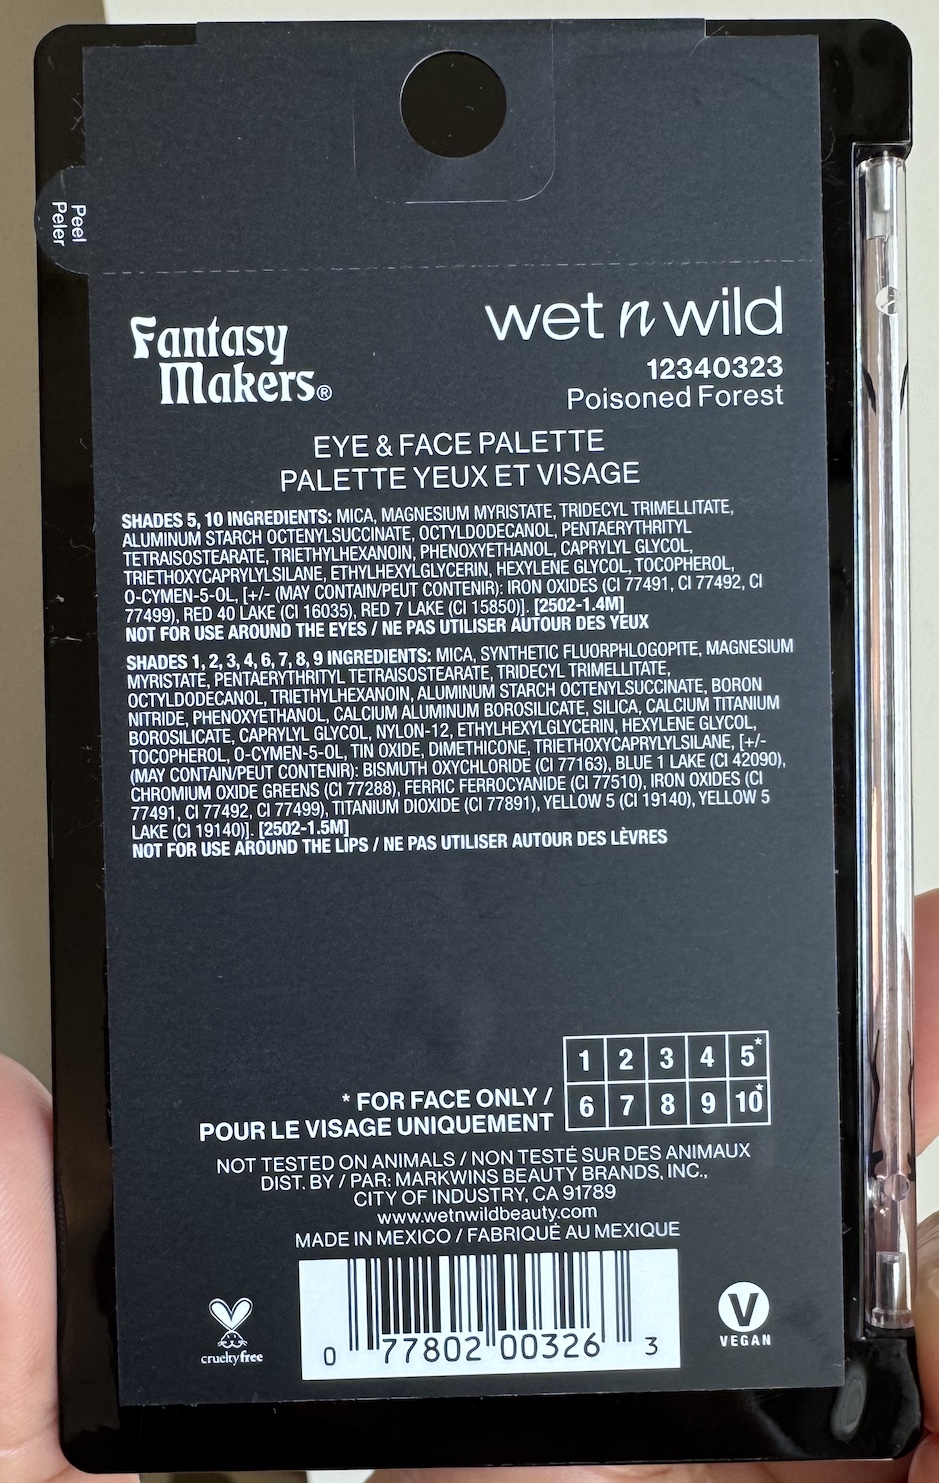 Peel
Peler
Fantasy
Makers®
wet n wild
12340323
Poisoned Forest
EYE & FACE PALETTE
PALETTE YEUX ET VISAGE
SHADES 5, 10 INGREDIENTS: MICA, MAGNESIUM MYRISTATE, TRIDECYL TRIMELLITATE,
ALUMINUM STARCH OCTENYLSUCCINATE, OCTYLDODECANOL, PENTAERYTHRITYL
TETRAISOSTEARATE, TRIETHYLHEXANOIN, PHENOXYETHANOL, CAPRYLYL GLYCOL,
TRIETHOXYCAPRYLYLSILANE, ETHYLHEXYLGLYCERIN, HEXYLENE GLYCOL, TOCOPHEROL,
O-CYMEN-5-OL, [+/- (MAY CONTAIN/PEUT CONTENIR): IRON OXIDES (CI 77491, CI 77492, CI
77499), RED 40 LAKE (CI 16035), RED 7 LAKE (CI 15850)]. [2502-1.4M]
NOT FOR USE AROUND THE EYES / NE PAS UTILISER AUTOUR DES YEUX
SHADES 1, 2, 3, 4, 6, 7, 8, 9 INGREDIENTS: MICA, SYNTHETIC FLUORPHLOGOPITE, MAGNESIUM
MYRISTATE, PENTAERYTHRITYL TETRAISOSTEARATE, TRIDECYL TRIMELLITATE,
OCTYLDODECANOL, TRIETHYLHEXANOIN, ALUMINUM STARCH OCTENYLSUCCINATE, BORON
NITRIDE, PHENOXYETHANOL, CALCIUM ALUMINUM BOROSILICATE, SILICA, CALCIUM TITANIUM
BOROSILICATE, CAPRYLYL GLYCOL, NYLON-12, ETHYLHEXYLGLYCERIN, HEXYLENE GLYCOL,
TOCOPHEROL, O-CYMEN-5-OL, TIN OXIDE, DIMETHICONE, TRIETHOXYCAPRYLYLSILANE, [+/-
(MAY CONTAIN/PEUT CONTENIR): BISMUTH OXYCHLORIDE (CI 77163), BLUE 1 LAKE (CI 42090),
CHROMIUM OXIDE GREENS (CI 77288), FERRIC FERROCYANIDE (CI 77510), IRON OXIDES (CI
77491, CI 77492, CI 77499), TITANIUM DIOXIDE (CI 77891), YELLOW 5 (CI 19140), YELLOW 5
LAKE (CI 19140)]. [2502-1.5M]
NOT FOR USE AROUND THE LIPS / NE PAS UTILISER AUTOUR DES LÈVRES
1 2 3 4 5*
6 7 8 9 10*
* FOR FACE ONLY /
POUR LE VISAGE UNIQUEMENT
NOT TESTED ON ANIMALS / NON TESTÉ SUR DES ANIMAUX
DIST. BY / PAR: MARKWINS BEAUTY BRANDS, INC.,
CITY OF INDUSTRY, CA 91789
www.wetnwildbeauty.com
MADE IN MEXICO / FABRIQUÉ AU MEXIQUE
crueltyfree
0 77802 00326 3
V
VEGAN